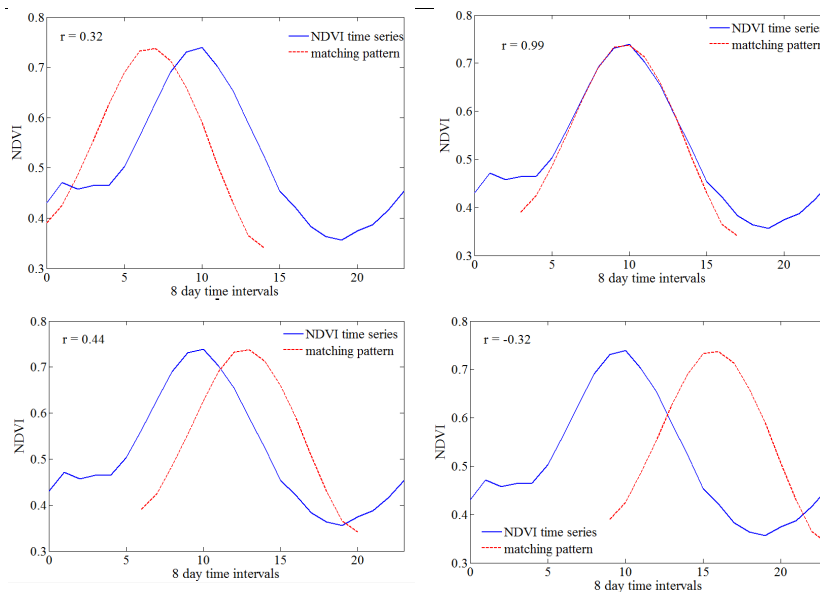 r = 0.32
NDVI time series
matching pattern
0.8
0.7
0.6
0.5
0.4
0.3
NDVI
0
5
10
15
20
8 day time intervals
r = 0.99
NDVI time series
mattching pattern
0.8
0.7
0.6
0.5
0.4
0.3
NDVI
0
5
10
15
20
8 day time intervals
r = 0.44
NDVI time series
matching pattern
0.8
0.7
0.6
0.5
0.4
0.3
NDVI
0
5
10
15
20
8 day time intervals
r = -0.32
NDVI time series
matching pattern
0.8
0.7
0.6
0.5
0.4
0.3
NDVI
0
5
10
15
20
8 day time intervals